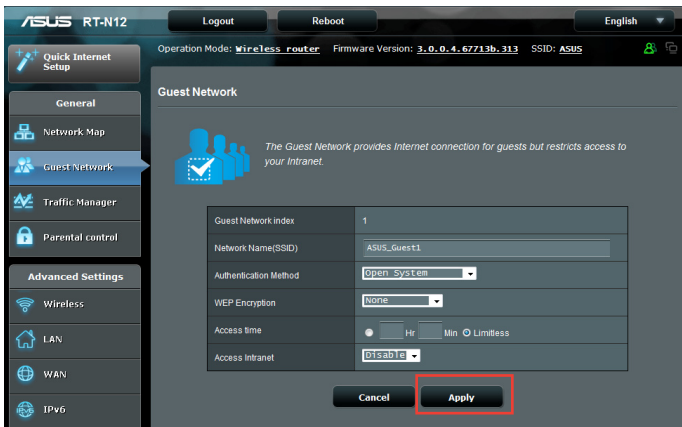 ASUS RT-N12 Logout Reboot English
Operation Mode: Wireless router Firmware Version: 3.0.0.4.67713b.313 SSID: ASUS
Quick Internet
Setup
General
Network Map
Guest Network
Traffic Manager
Parental control
Advanced Settings
Wireless
LAN
WAN
IPv6
Guest Network
The Guest Network provides Internet connection for guests but restricts access to
your Intranet.
Guest Network index 1
Network Name(SSID) ASUS_Guest1
Authentication Method Open System
WEP Encryption None
Access time Hr Min Limitless
Access Intranet Disable
Cancel Apply